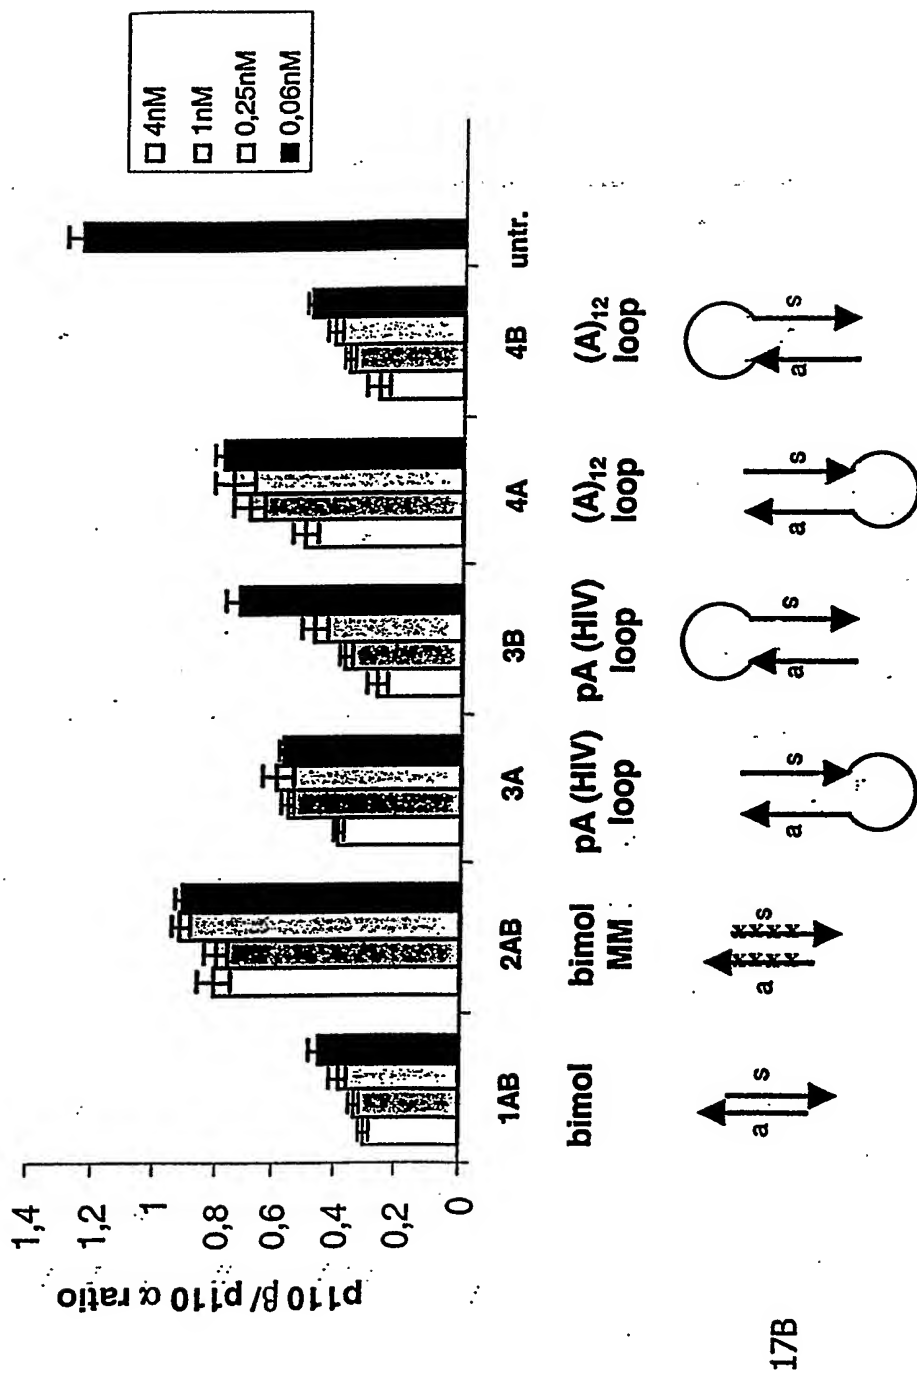 p110 β/ p110 α ratio
1,4
1,2
1
0,8
0,6
0,4
0,2
0
4nM
1nM
0,25nM
0,06nM
1AB 2AB 3A 3B 4A 4B untr.
bimol bimol pA (HIV) pA (HIV) (A)12 (A)12
MM loop loop loop loop
a s a s a s a s a s a s
17B